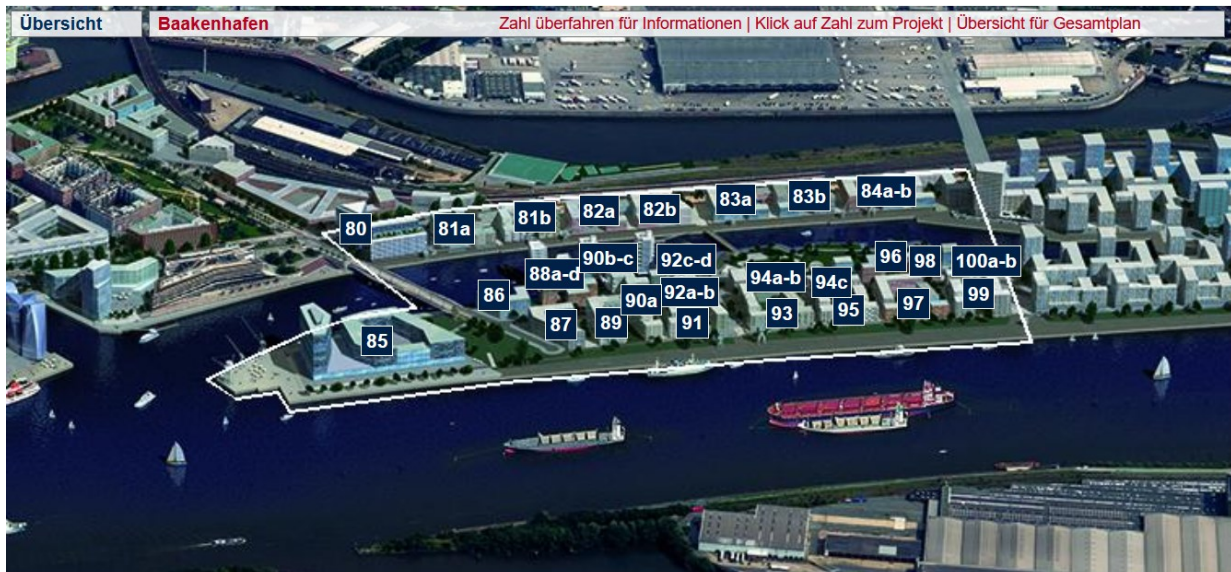 Übersicht Baakenhafen Zahl überfahren für Informationen | Klick auf Zahl zum Projekt | Übersicht für Gesamtplan
80
81a
81b
82a
82b
83a
83b
84a-b
85
86
87
88a-d
89
90a
90b-c
91
92a-b
92c-d
93
94a-b
94c
95
96
97
98
99
100a-b